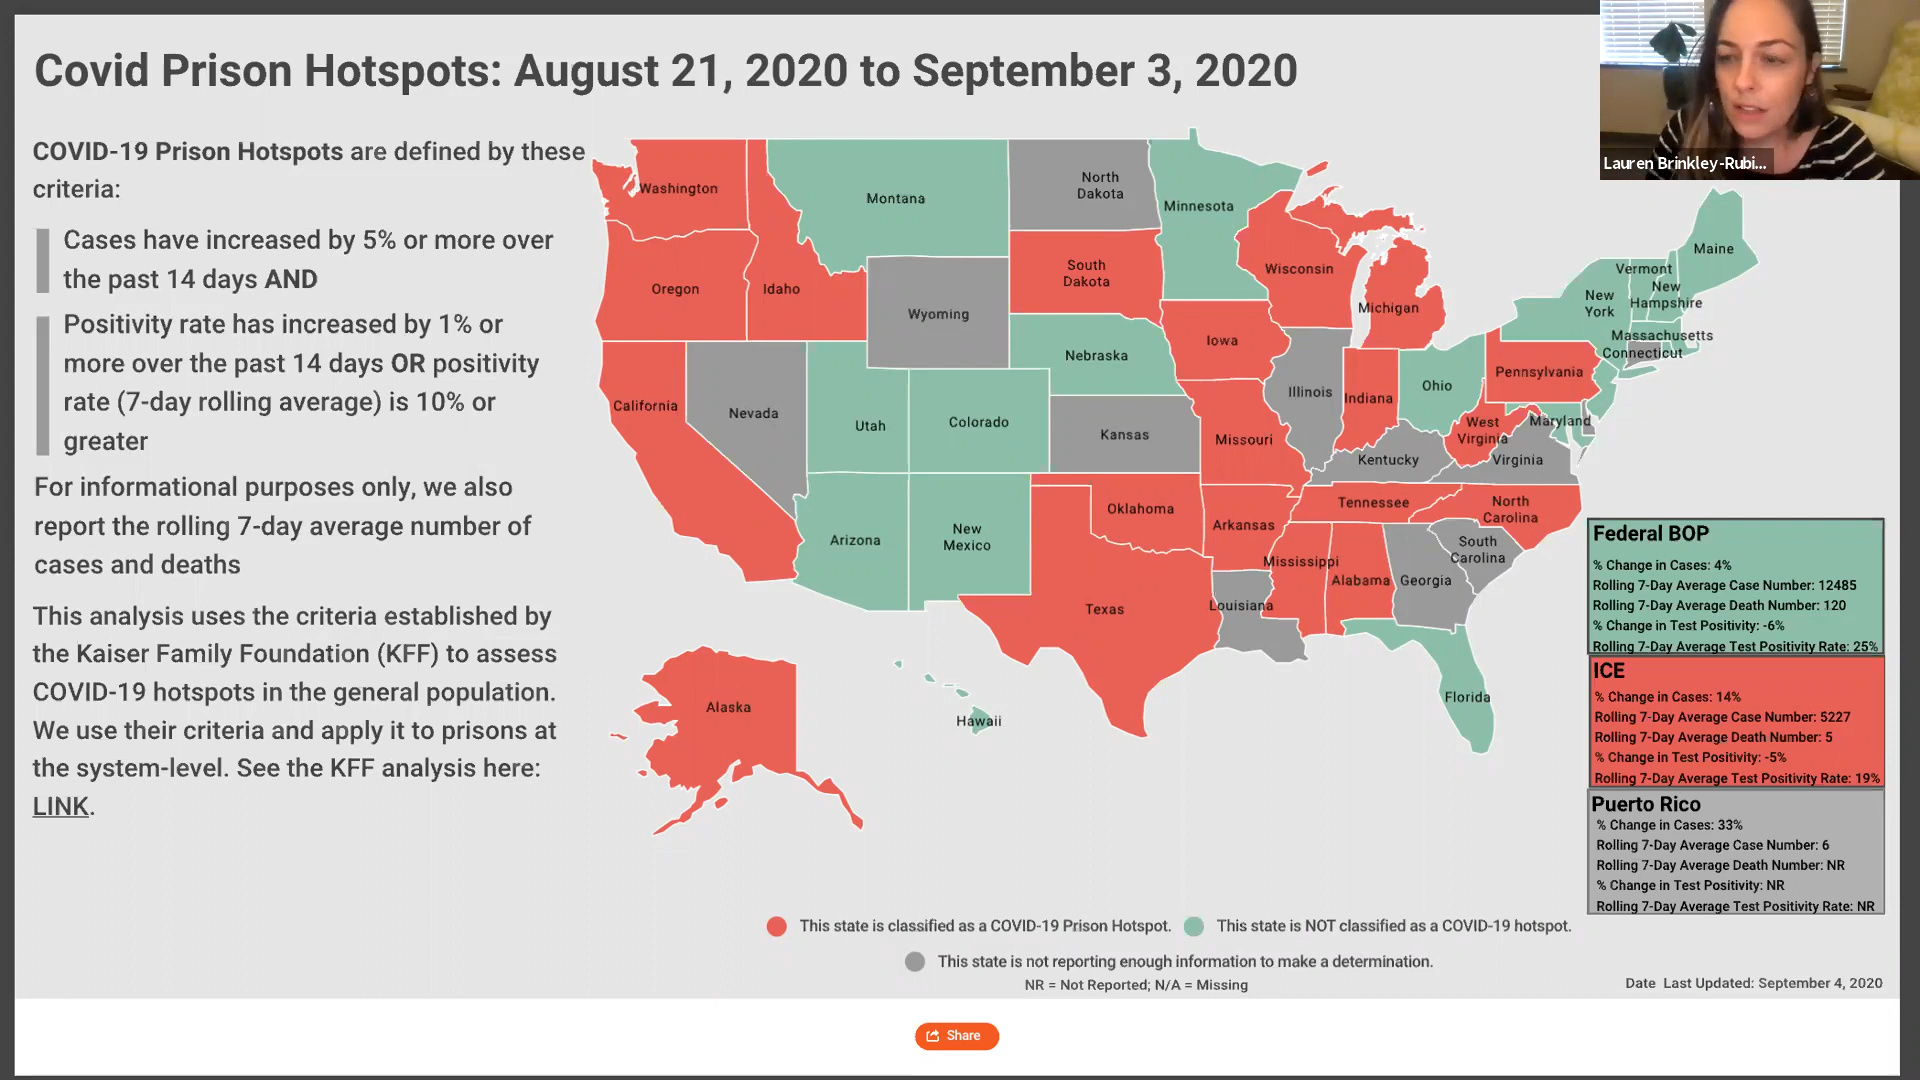 Covid Prison Hotspots: August 21, 2020 to September 3, 2020
Lauren Brinkley-Rubi...
COVID-19 Prison Hotspots are defined by these
criteria:
Cases have increased by 5% or more over
the past 14 days AND
Positivity rate has increased by 1% or
more over the past 14 days OR positivity
rate (7-day rolling average) is 10% or
greater
For informational purposes only, we also
report the rolling 7-day average number of
cases and deaths
This analysis uses the criteria established by
the Kaiser Family Foundation (KFF) to assess
COVID-19 hotspots in the general population.
We use their criteria and apply it to prisons at
the system-level. See the KFF analysis here:
LINK.
Washington
Montana
North
Dakota
Minnesota
Oregon
Idaho
Wyoming
South
Dakota
Wisconsin
Michigan
Maine
Vermont
New
Hampshire
New
York
Massachusetts
Connecticut
California
Nevada
Utah
Colorado
Nebraska
Kansas
Iowa
Illinois
Indiana
Ohio
Pennsylvania
Missouri
West
Virginia
Maryland
Kentucky
Virginia
Arizona
New
Mexico
Oklahoma
Arkansas
Tennessee
North
Carolina
South
Carolina
Mississippi
Alabama
Georgia
Texas
Louisiana
Florida
Alaska
Hawaii
Federal BOP
% Change in Cases: 4%
Rolling 7-Day Average Case Number: 12485
Rolling 7-Day Average Death Number: 120
% Change in Test Positivity: -6%
Rolling 7-Day Average Test Positivity Rate: 25%
ICE
% Change in Cases: 14%
Rolling 7-Day Average Case Number: 5227
Rolling 7-Day Average Death Number: 5
% Change in Test Positivity: -5%
Rolling 7-Day Average Test Positivity Rate: 19%
Puerto Rico
% Change in Cases: 33%
Rolling 7-Day Average Case Number: 6
Rolling 7-Day Average Death Number: NR
% Change in Test Positivity: NR
Rolling 7-Day Average Test Positivity Rate: NR
This state is classified as a COVID-19 Prison Hotspot.
This state is NOT classified as a COVID-19 hotspot.
This state is not reporting enough information to make a determination.
NR = Not Reported; N/A = Missing
Date Last Updated: September 4, 2020
Share